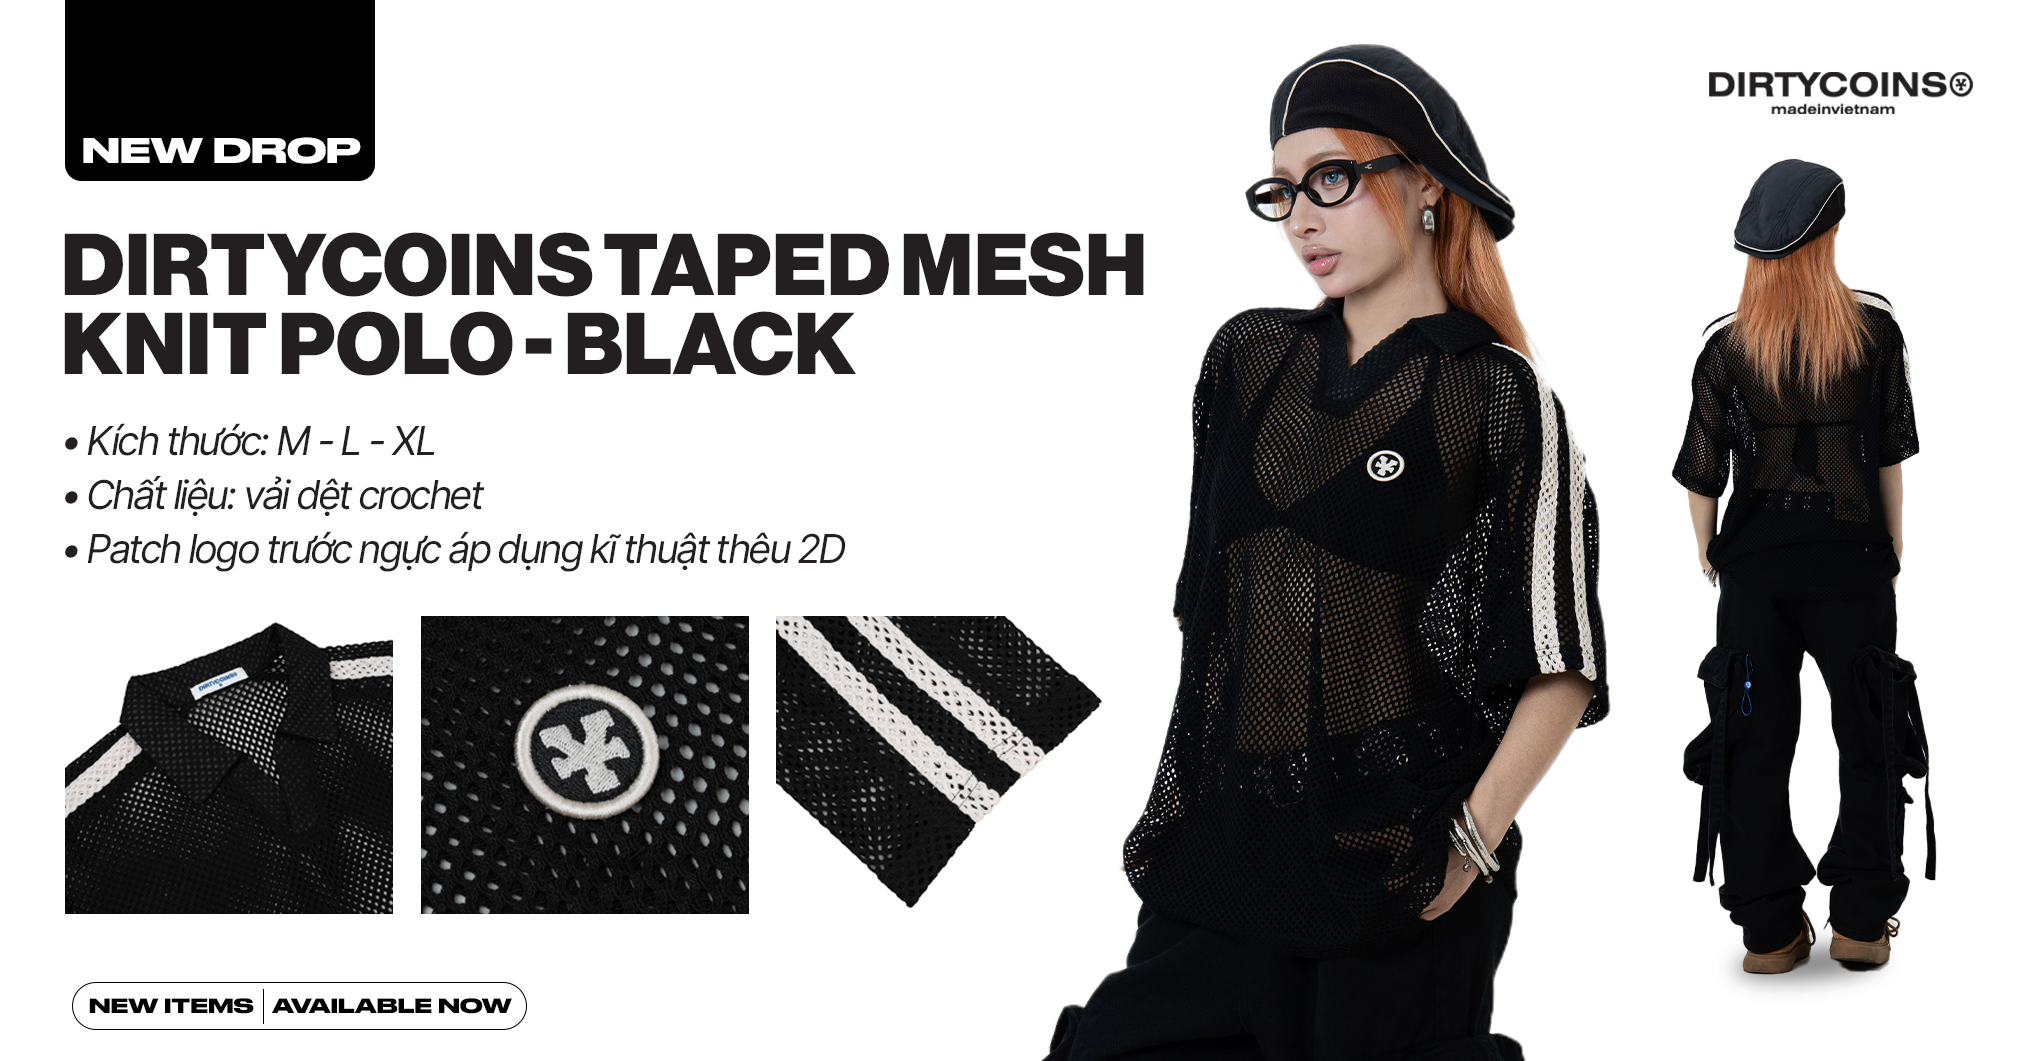 NEW DROP
DIRTYCOINS
madeinvietnam
DIRTYCOINS TAPED MESH
KNIT POLO - BLACK
• Kích thước: M - L - XL
• Chất liệu: vải dệt crochet
• Patch logo trước ngực áp dụng kĩ thuật thêu 2D
DIRTYCOINS
NEW ITEMS | AVAILABLE NOW